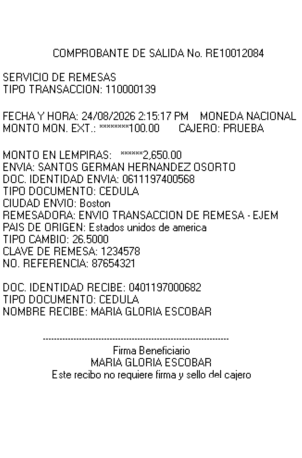 COMPROBANTE DE SALIDA No. RE10012084
SERVICIO DE REMESAS
TIPO TRANSACCION: 110000139
FECHA Y HORA: 24/08/2026 2:15:17 PM MONEDA NACIONAL
MONTO MON. EXT.: ********100.00 CAJERO: PRUEBA
MONTO EN LEMPIRAS: ******2,650.00
ENVIA: SANTOS GERMAN HERNANDEZ OSORTO
DOC. IDENTIDAD ENVIA: 0611197400568
TIPO DOCUMENTO: CEDULA
CIUDAD ENVIO: Boston
REMESADORA: ENVIO TRANSACCION DE REMESA - EJEM
PAIS DE ORIGEN: Estados unidos de america
TIPO CAMBIO: 26.5000
CLAVE DE REMESA: 1234578
NO. REFERENCIA: 87654321
DOC. IDENTIDAD RECIBE: 0401197000682
TIPO DOCUMENTO: CEDULA
NOMBRE RECIBE: MARIA GLORIA ESCOBAR
Firma Beneficiario
MARIA GLORIA ESCOBAR
Este recibo no requiere firma y sello del cajero